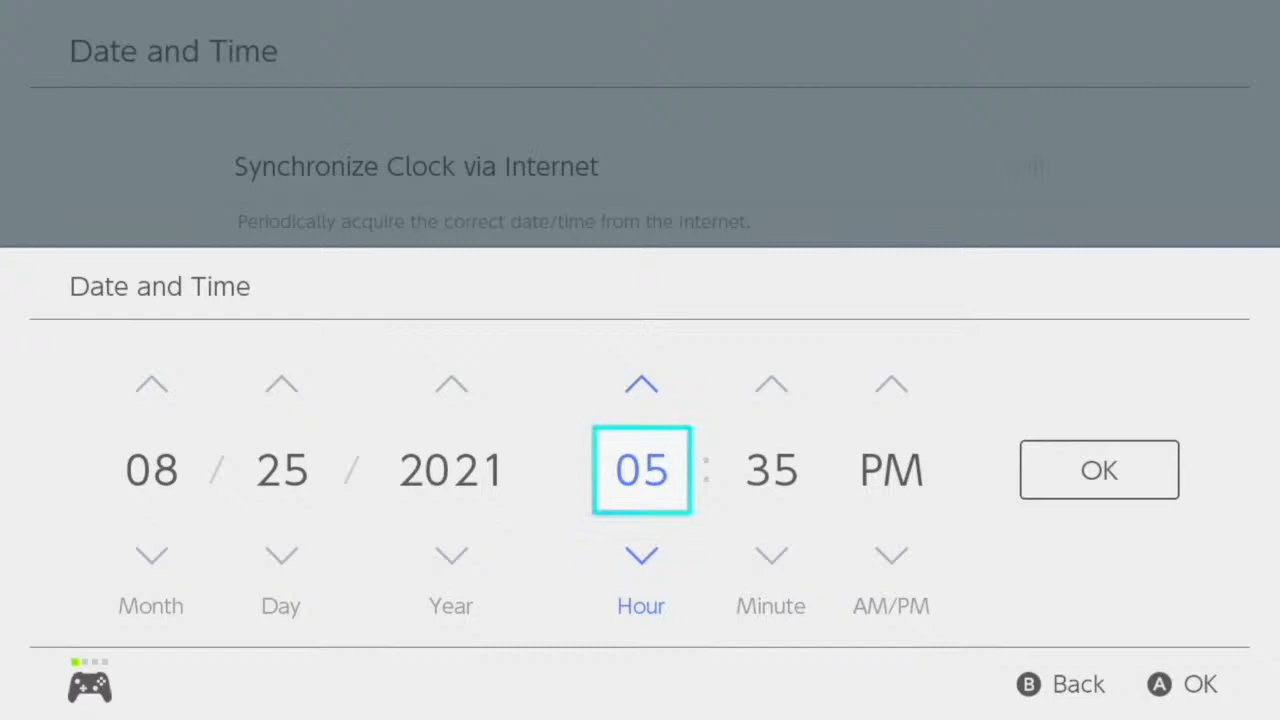 Date and Time
Synchronize Clock via Internet
Periodically acquire the correct date/time from the Internet.
Date and Time
08 / 25 / 2021 05 : 35 PM OK
Month Day Year Hour Minute AM/PM
B Back A OK